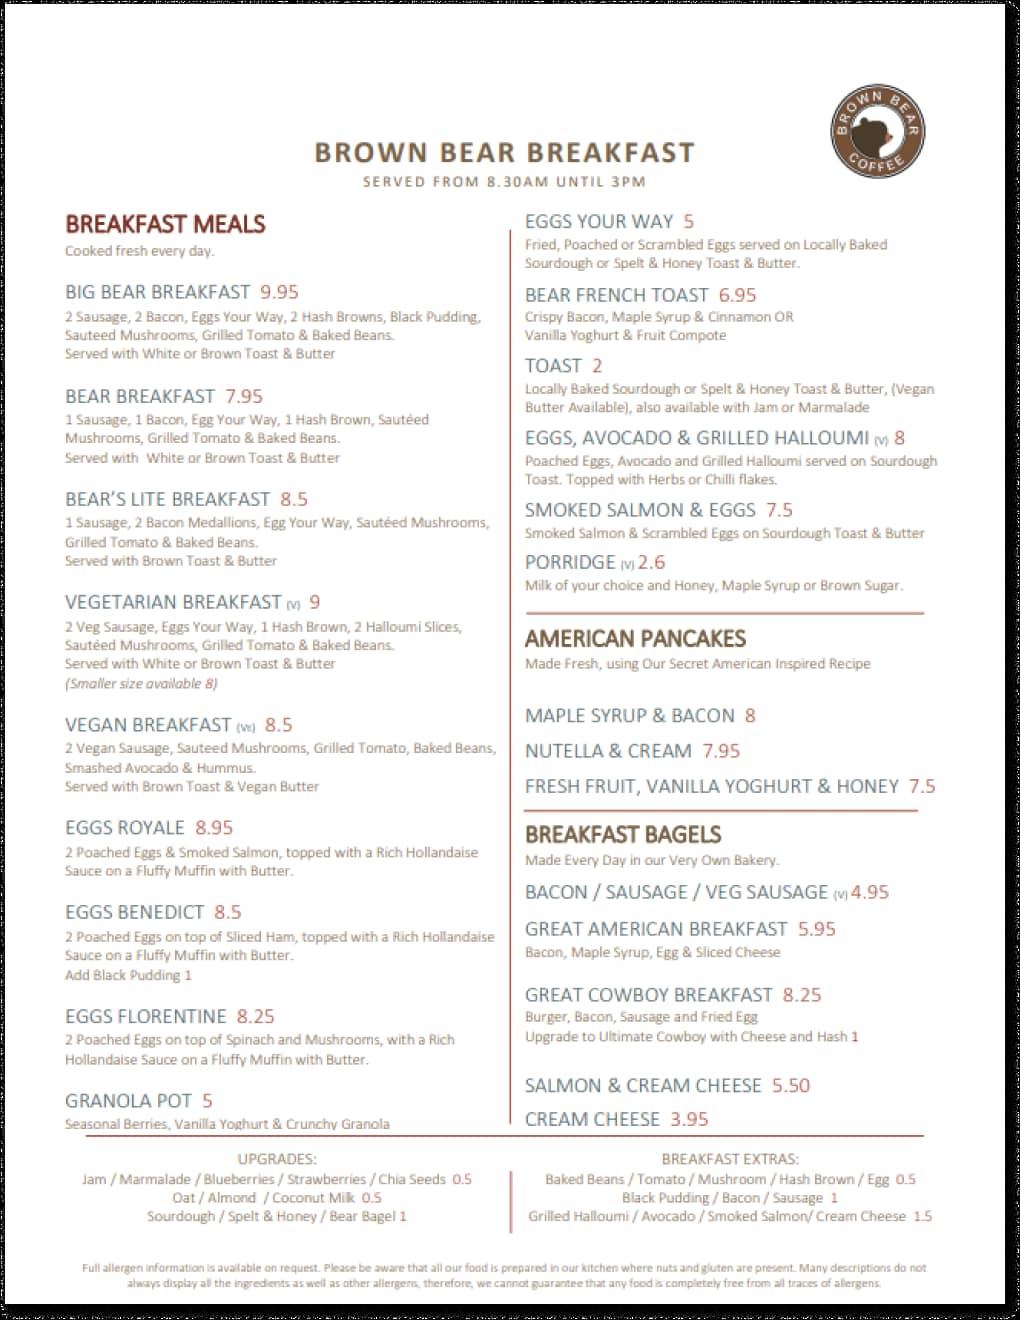 BROWN BEAR
COFFEE
BROWN BEAR BREAKFAST
SERVED FROM 8.30AM UNTIL 3PM
BREAKFAST MEALS
Cooked fresh every day.
BIG BEAR BREAKFAST 9.95
2 Sausage, 2 Bacon, Eggs Your Way, 2 Hash Browns, Black Pudding,
Sauteed Mushrooms, Grilled Tomato & Baked Beans.
Served with White or Brown Toast & Butter
BEAR BREAKFAST 7.95
1 Sausage, 1 Bacon, Egg Your Way, 1 Hash Brown, Sautéed
Mushrooms, Grilled Tomato & Baked Beans.
Served with White or Brown Toast & Butter
BEAR'S LITE BREAKFAST 8.5
1 Sausage, 2 Bacon Medallions, Egg Your Way, Sautéed Mushrooms,
Grilled Tomato & Baked Beans.
Served with Brown Toast & Butter
VEGETARIAN BREAKFAST (V) 9
2 Veg Sausage, Eggs Your Way, 1 Hash Brown, 2 Halloumi Slices,
Sautéed Mushrooms, Grilled Tomato & Baked Beans.
Served with White or Brown Toast & Butter
(Smaller size available 8)
VEGAN BREAKFAST (VE) 8.5
2 Vegan Sausage, Sauteed Mushrooms, Grilled Tomato, Baked Beans,
Smashed Avocado & Hummus.
Served with Brown Toast & Vegan Butter
EGGS ROYALE 8.95
2 Poached Eggs & Smoked Salmon, topped with a Rich Hollandaise
Sauce on a Fluffy Muffin with Butter.
EGGS BENEDICT 8.5
2 Poached Eggs on top of Sliced Ham, topped with a Rich Hollandaise
Sauce on a Fluffy Muffin with Butter.
Add Black Pudding 1
EGGS FLORENTINE 8.25
2 Poached Eggs on top of Spinach and Mushrooms, with a Rich
Hollandaise Sauce on a Fluffy Muffin with Butter.
GRANOLA POT 5
Seasonal Berries, Vanilla Yoghurt & Crunchy Granola
EGGS YOUR WAY 5
Fried, Poached or Scrambled Eggs served on Locally Baked
Sourdough or Spelt & Honey Toast & Butter.
BEAR FRENCH TOAST 6.95
Crispy Bacon, Maple Syrup & Cinnamon OR
Vanilla Yoghurt & Fruit Compote
TOAST 2
Locally Baked Sourdough or Spelt & Honey Toast & Butter, (Vegan
Butter Available), also available with Jam or Marmalade
EGGS, AVOCADO & GRILLED HALLOUMI (V) 8
Poached Eggs, Avocado and Grilled Halloumi served on Sourdough
Toast. Topped with Herbs or Chilli flakes.
SMOKED SALMON & EGGS 7.5
Smoked Salmon & Scrambled Eggs on Sourdough Toast & Butter
PORRIDGE (V) 2.6
Milk of your choice and Honey, Maple Syrup or Brown Sugar.
AMERICAN PANCAKES
Made Fresh, using Our Secret American Inspired Recipe
MAPLE SYRUP & BACON 8
NUTELLA & CREAM 7.95
FRESH FRUIT, VANILLA YOGHURT & HONEY 7.5
BREAKFAST BAGELS
Made Every Day in our Very Own Bakery.
BACON / SAUSAGE / VEG SAUSAGE (V) 4.95
GREAT AMERICAN BREAKFAST 5.95
Bacon, Maple Syrup, Egg & Sliced Cheese
GREAT COWBOY BREAKFAST 8.25
Burger, Bacon, Sausage and Fried Egg
Upgrade to Ultimate Cowboy with Cheese and Hash 1
SALMON & CREAM CHEESE 5.50
CREAM CHEESE 3.95
UPGRADES:
Jam / Marmalade / Blueberries / Strawberries / Chia Seeds 0.5
Oat / Almond / Coconut Milk 0.5
Sourdough / Spelt & Honey / Bear Bagel 1
BREAKFAST EXTRAS:
Baked Beans / Tomato / Mushroom / Hash Brown / Egg 0.5
Black Pudding / Bacon / Sausage 1
Grilled Halloumi / Avocado / Smoked Salmon/ Cream Cheese 1.5
Full allergen information is available on request. Please be aware that all our food is prepared in our kitchen where nuts and gluten are present. Many descriptions do not
always display all the ingredients as well as other allergens, therefore, we cannot guarantee that any food is completely free from all traces of allergens.